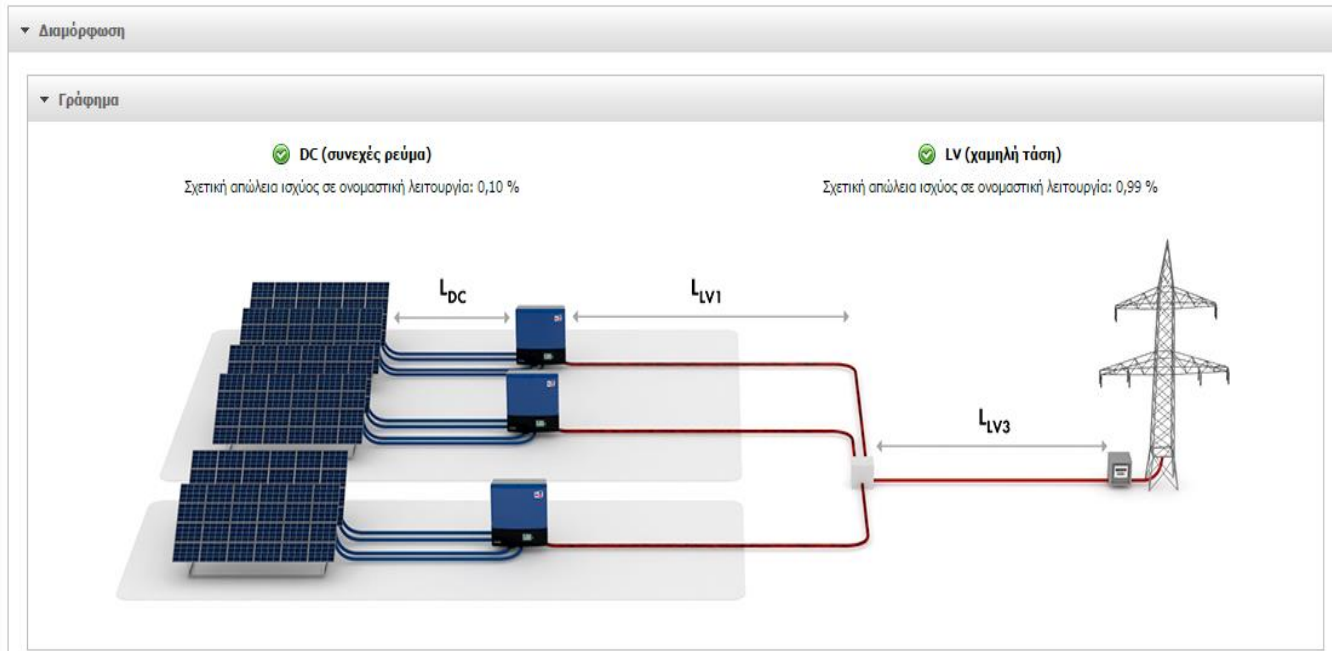 Διαμόρφωση
Γράφημα
DC (συνεχές ρεύμα)
Σχετική απώλεια ισχύος σε ονομαστική λειτουργία: 0,10 %
LV (χαμηλή τάση)
Σχετική απώλεια ισχύος σε ονομαστική λειτουργία: 0,99 %
LDC
LLV1
LLV3